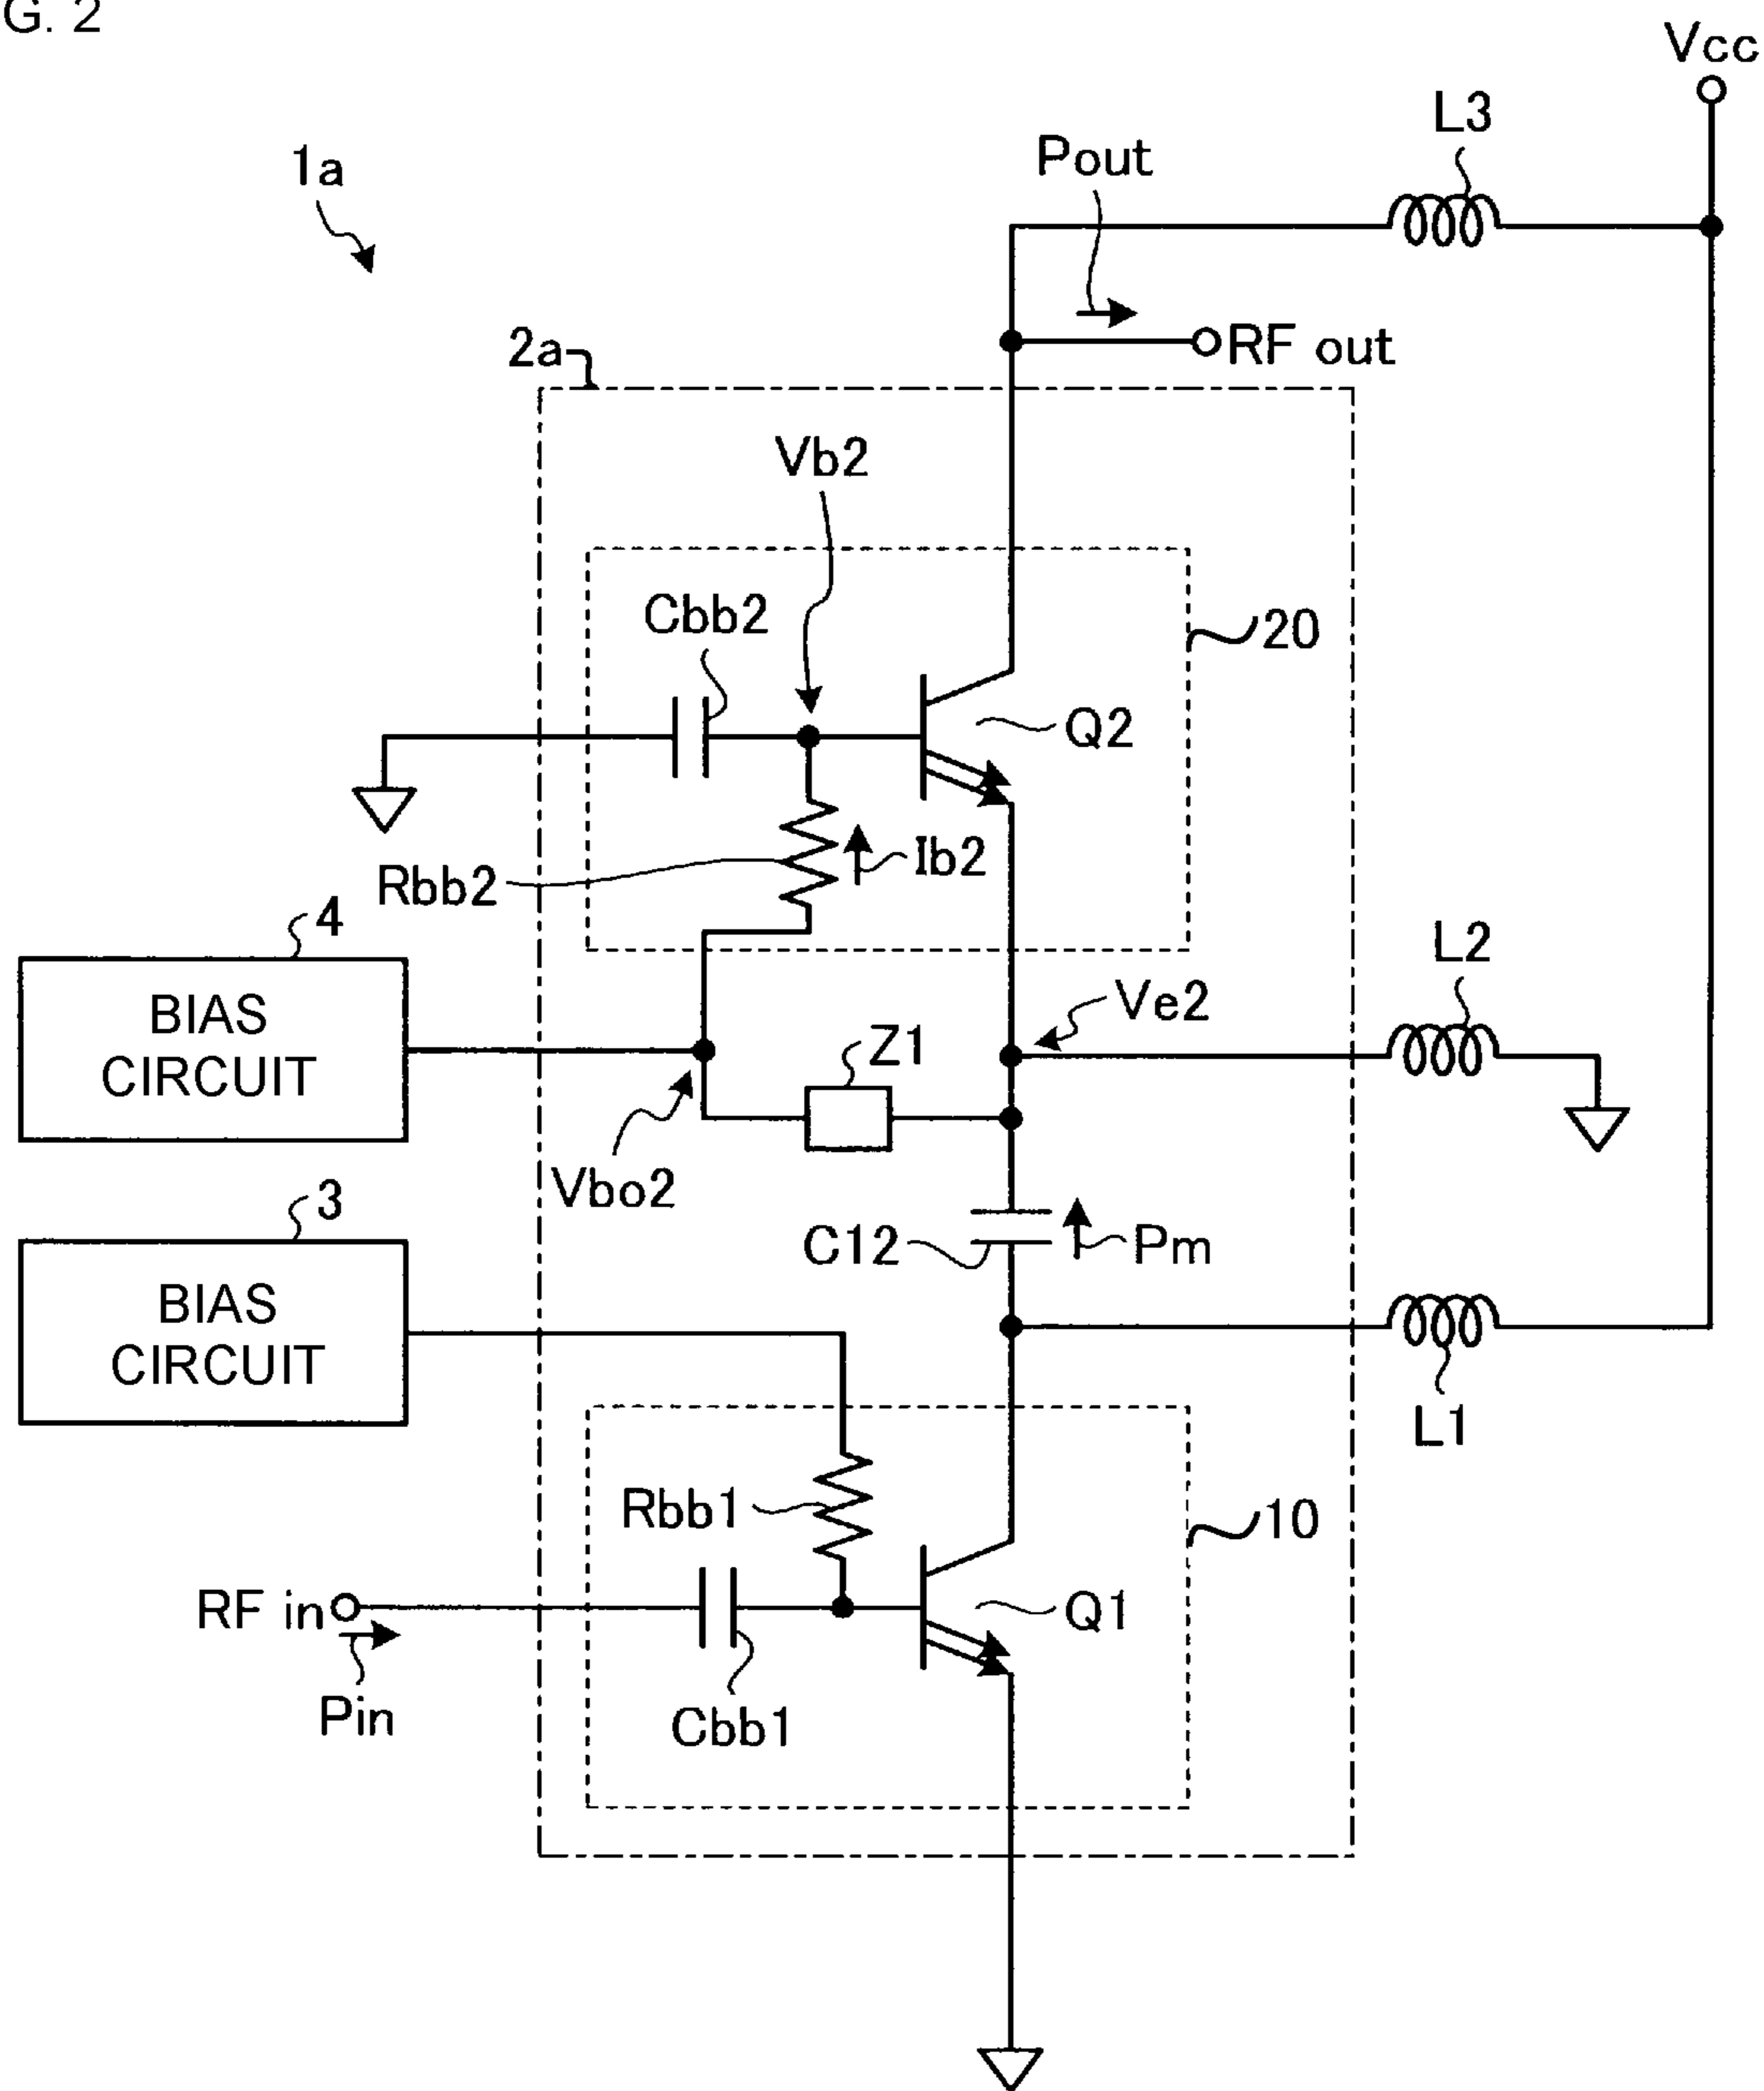 G. 2
Vcc
L3
Pout
1a
RF out
2a
Vb2
Cbb2
20
Q2
Ib2
Rbb2
4
L2
BIAS
CIRCUIT
Ve2
Z1
Vbo2
3
C12
Pm
BIAS
CIRCUIT
L1
Rbb1
10
RF in
Q1
Pin
Cbb1